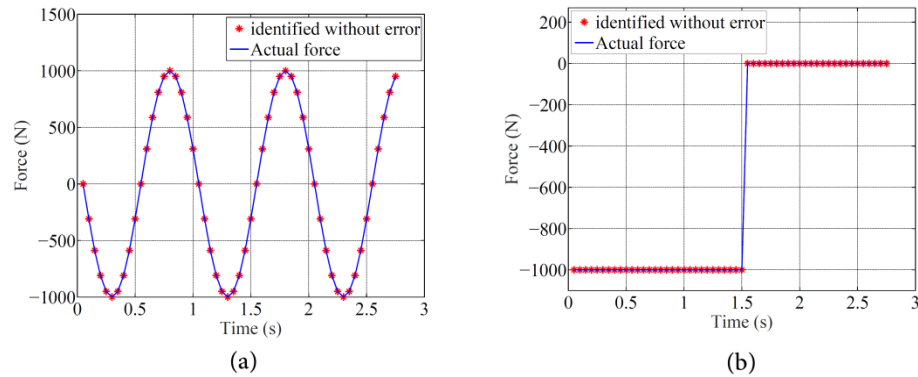 1500
1000
500
0
−500
−1000
Force (N)
identified without error
Actual force
0 0.5 1 1.5 2 2.5 3
Time (s)
(a)
200
0
−200
−400
−600
−800
−1000
Force (N)
identified without error
Actual force
0 0.5 1 1.5 2 2.5 3
Time (s)
(b)